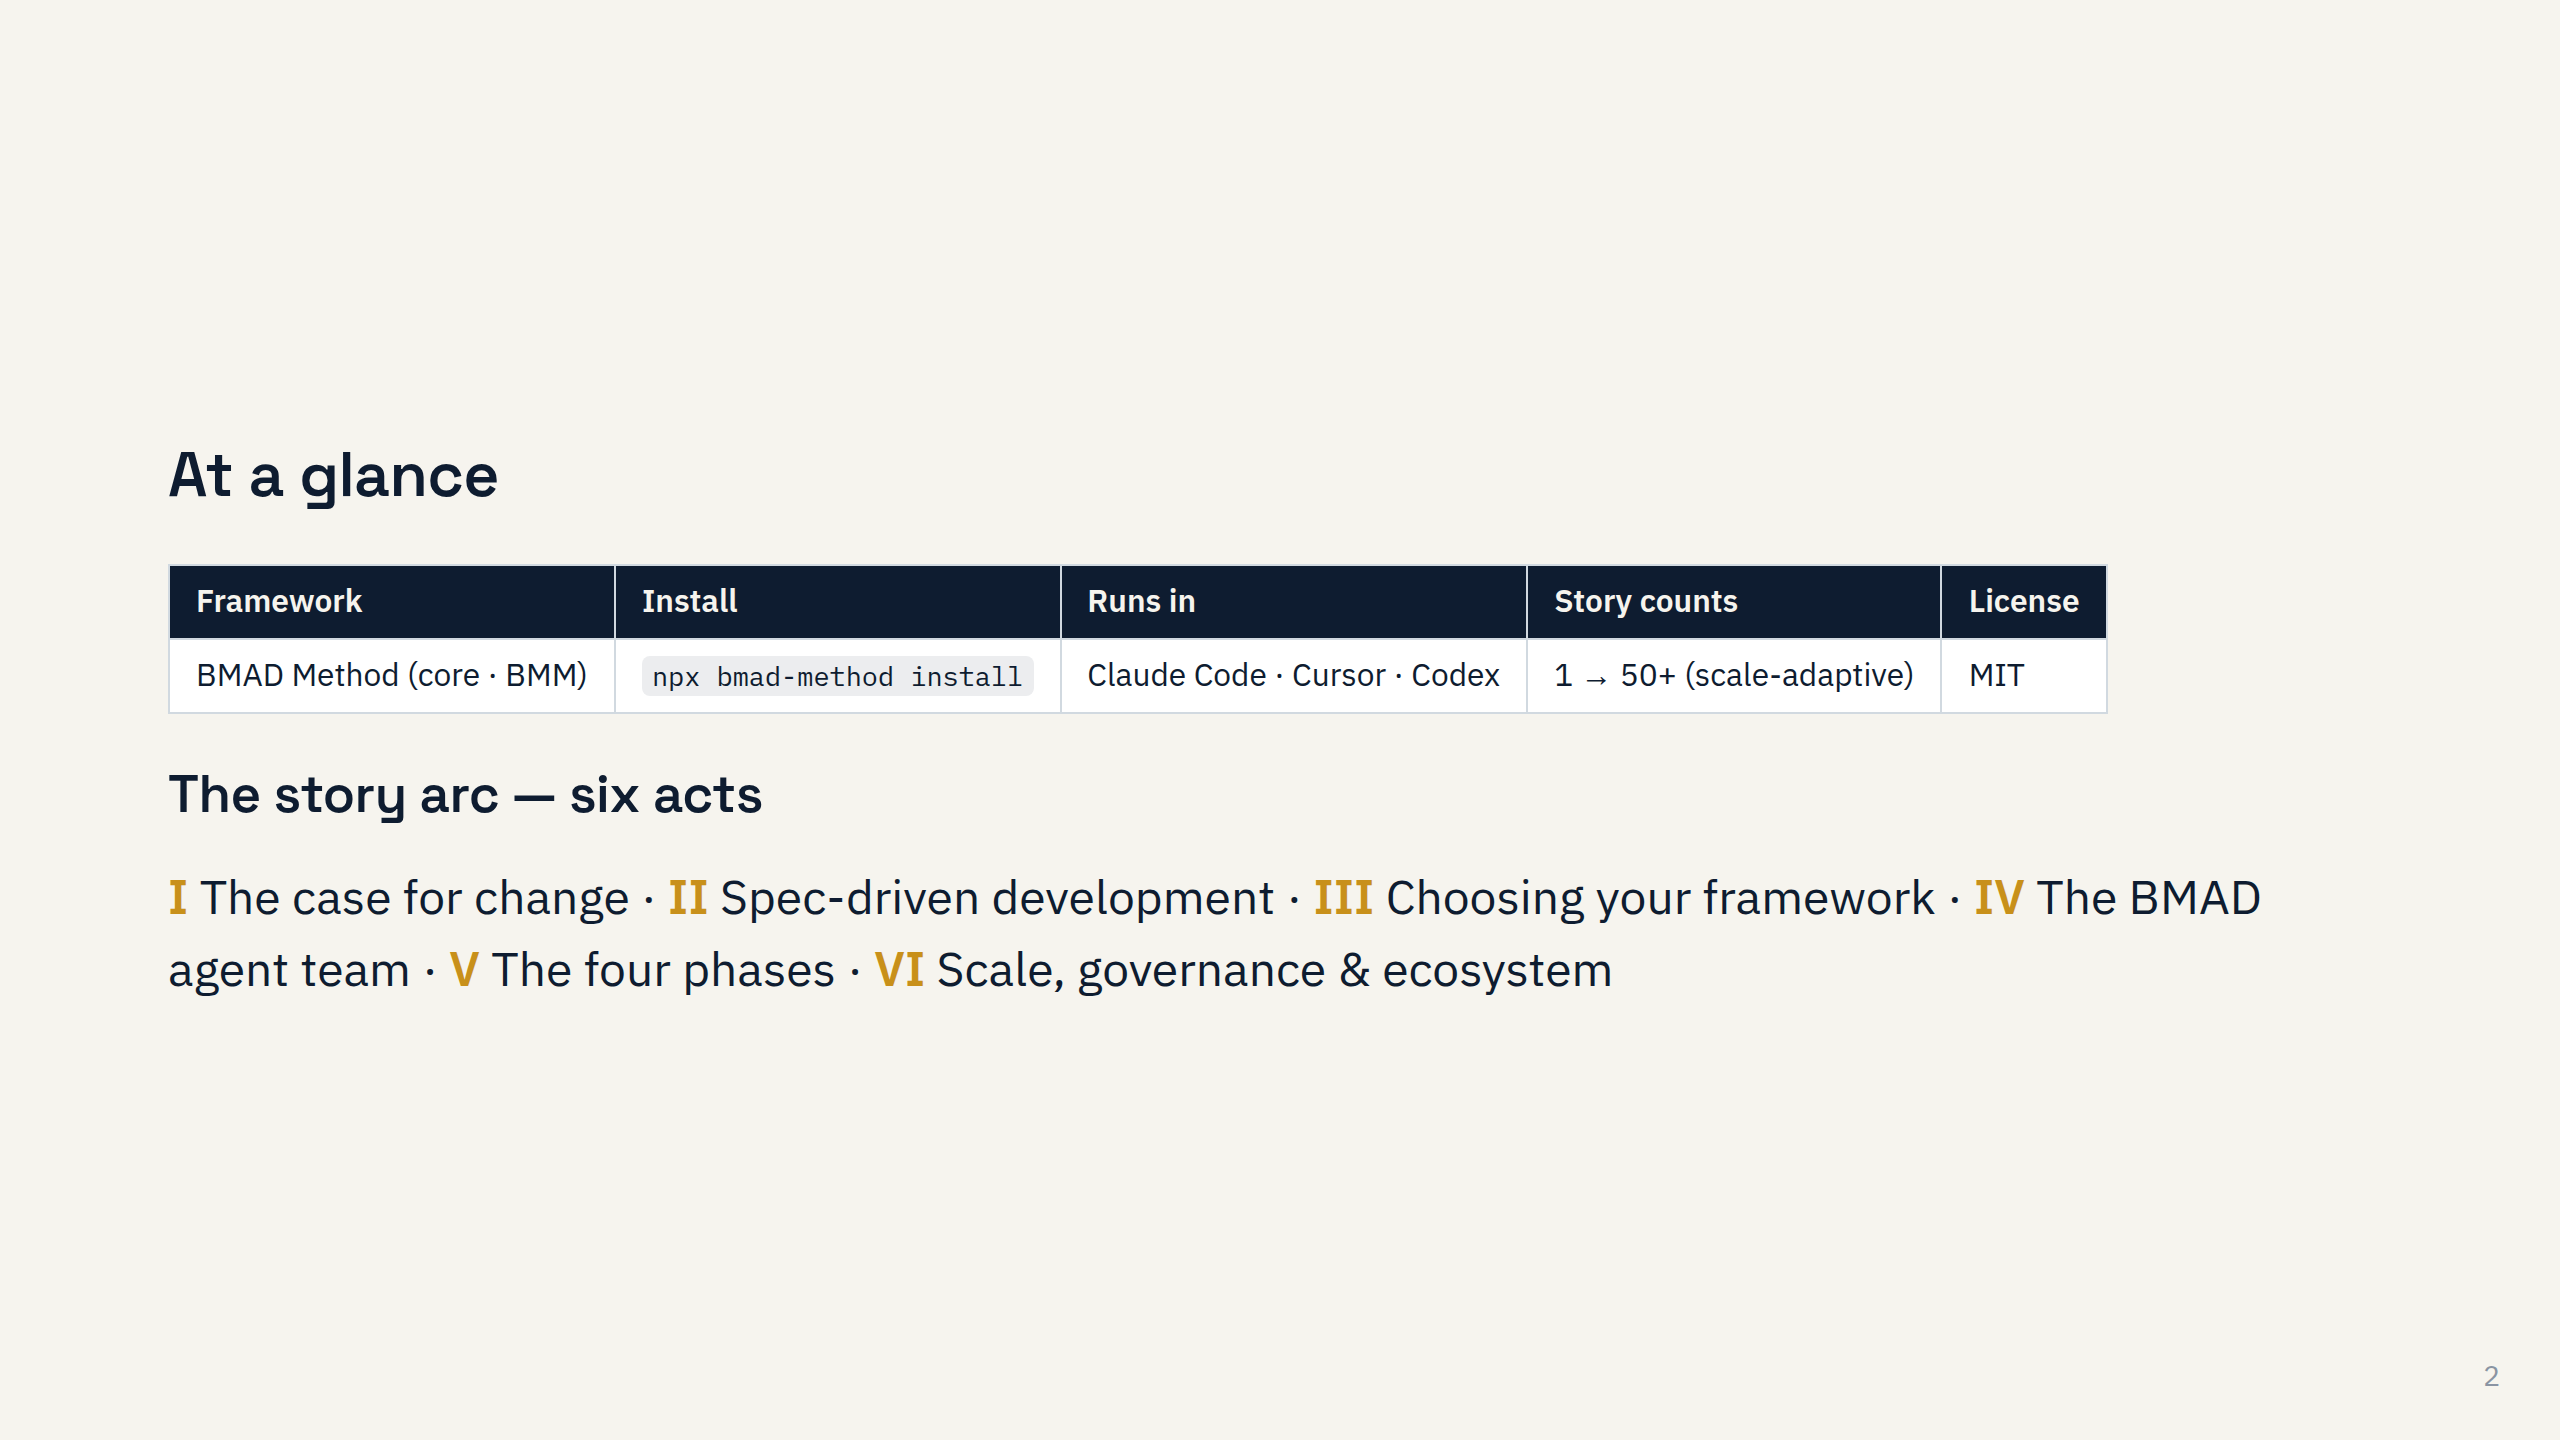 At a glance
Framework Install Runs in Story counts License
BMAD Method (core · BMM) npx bmad-method install Claude Code · Cursor · Codex 1 → 50+ (scale-adaptive) MIT
The story arc — six acts
I The case for change · II Spec-driven development · III Choosing your framework · IV The BMAD
agent team · V The four phases · VI Scale, governance & ecosystem
2